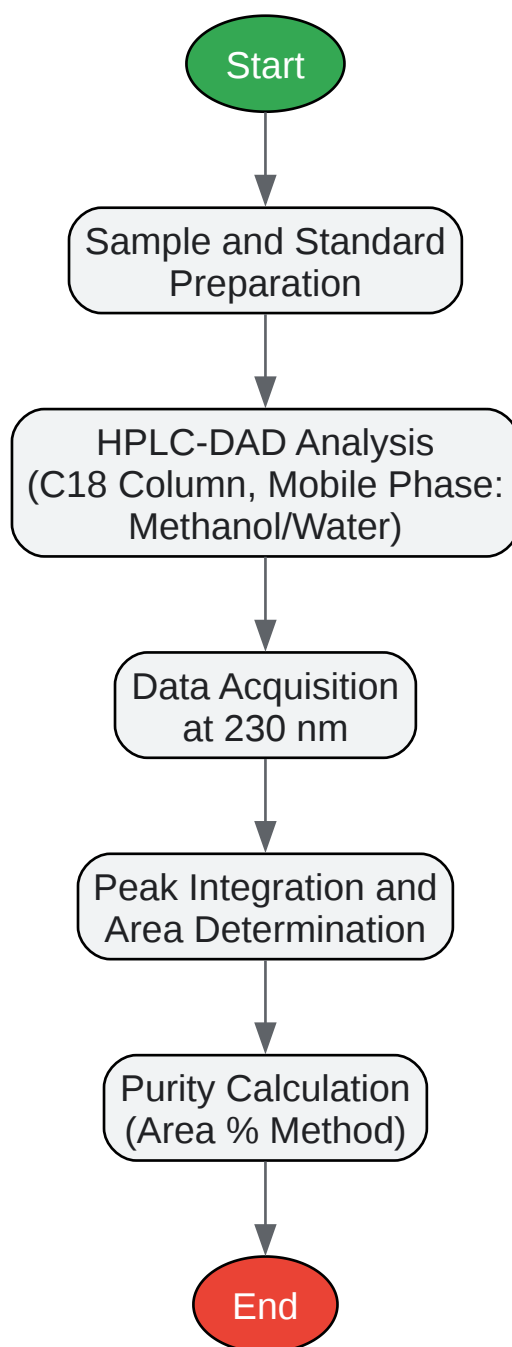 Start
Sample and Standard
Preparation
HPLC-DAD Analysis
(C18 Column, Mobile Phase:
Methanol/Water)
Data Acquisition
at 230 nm
Peak Integration and
Area Determination
Purity Calculation
(Area % Method)
End